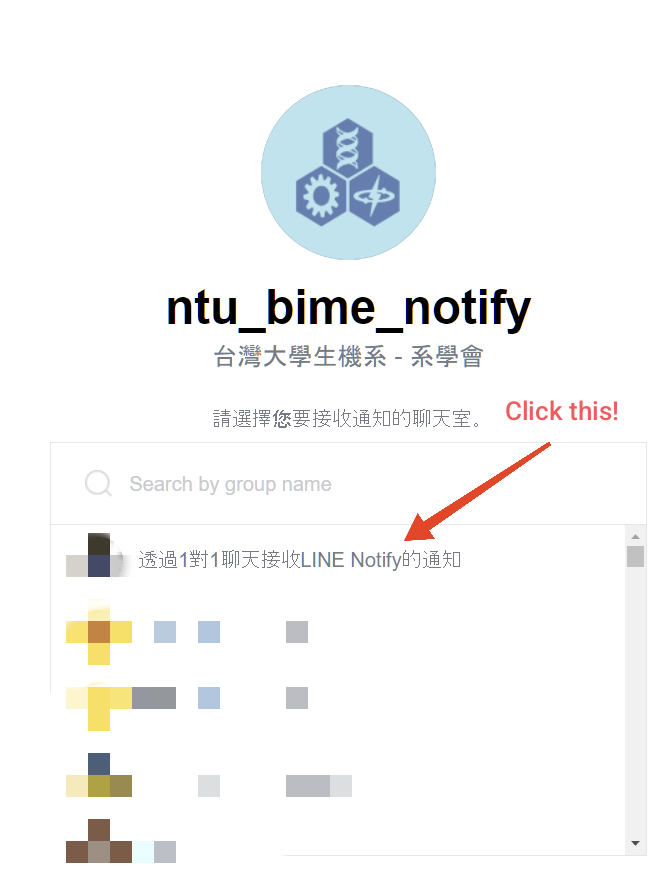 ntu_bime_notify
台灣大學生機系 - 系學會
請選擇您要接收通知的聊天室。
Click this!
Search by group name
透過1對1聊天接收LINE Notify的通知